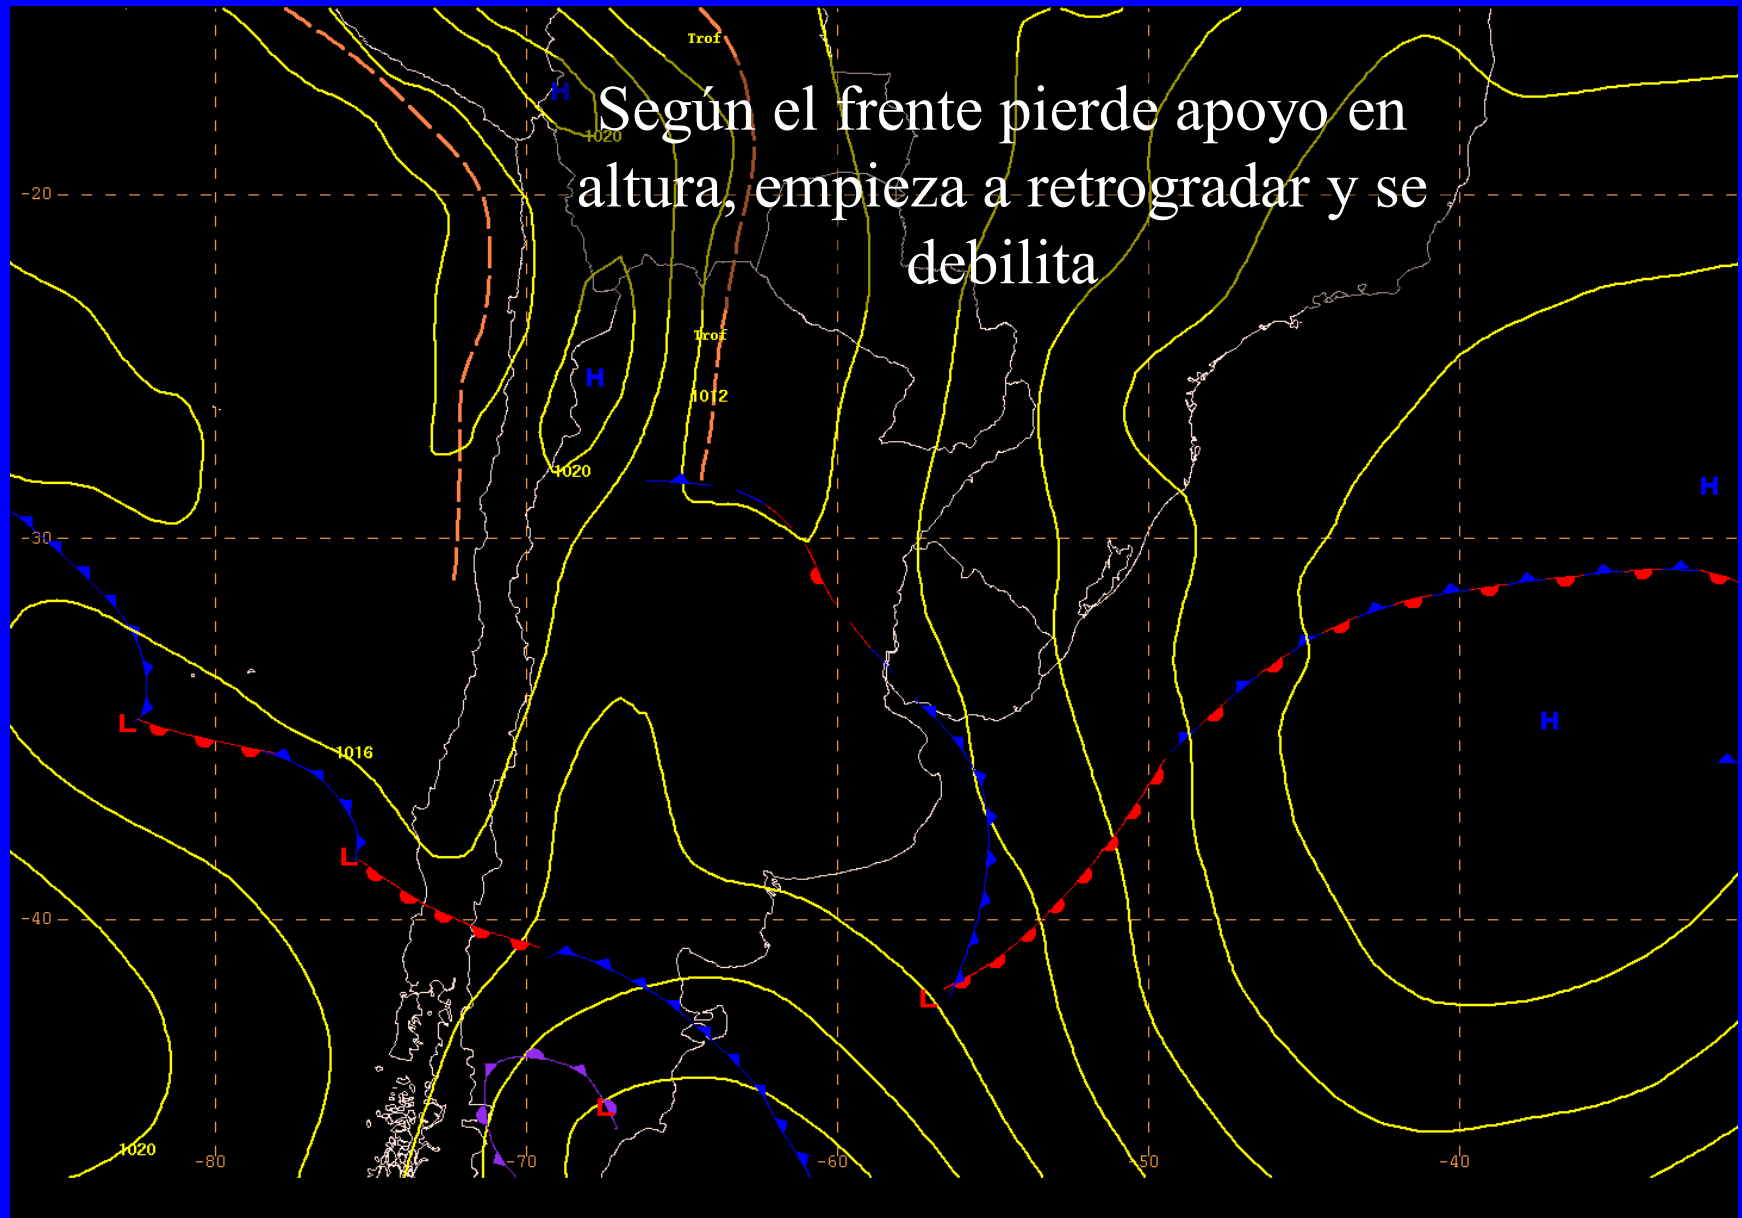 Trof
H
Según el frente pierde apoyo en
1020
altura, empieza a retrogradar y se
-20
debilita
Trof
H
1012
1020
H
-30
L
H
1016
L
-40
L
L
1020
-80
-70
-60
-50
-40